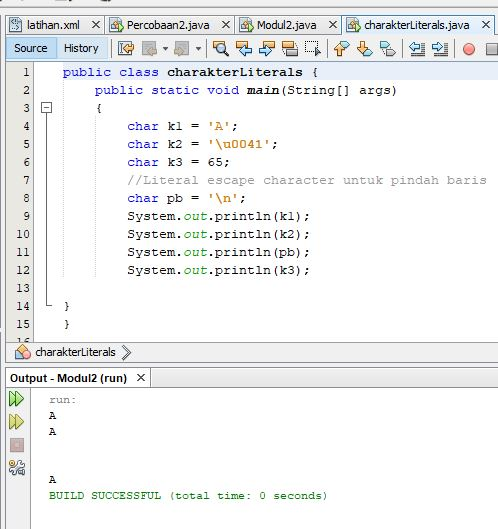 lathan.xml Percobaan2.java Modul2.java charakterLiterals.java
Source History
1 public class charakterLiterals {
2 public static void main(String[] args)
3 {
4 char k1 = 'A';
5 char k2 = '\u0041';
6 char k3 = 65;
7 //Literal escape character untuk pindah baris
8 char pb = '\n';
9 System.out.println(k1);
10 System.out.println(k2);
11 System.out.println(pb);
12 System.out.println(k3);
13
14 }
15 }
charakterLiterals
Output - Modul2 (run)
run:
A
A
A
BUILD SUCCESSFUL (total time: 0 seconds)